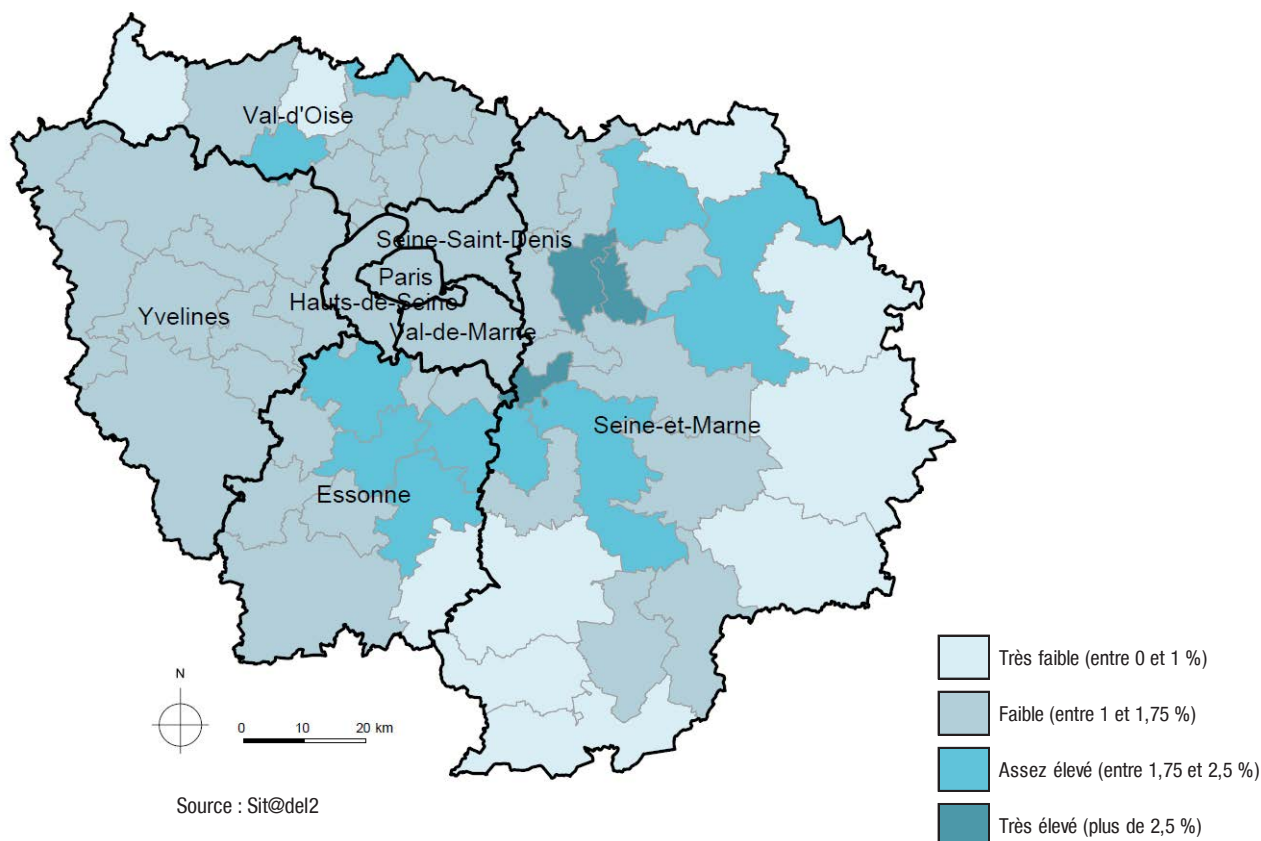 Val-d'Oise
Seine-Saint-Denis
Paris
Hauts-de-Seine
Yvelines
Val-de-Marne
Seine-et-Marne
Essonne
N
0 10 20 km
Source : Sit@del2
Très faible (entre 0 et 1 %)
Faible (entre 1 et 1,75 %)
Assez élevé (entre 1,75 et 2,5 %)
Très élevé (plus de 2,5 %)